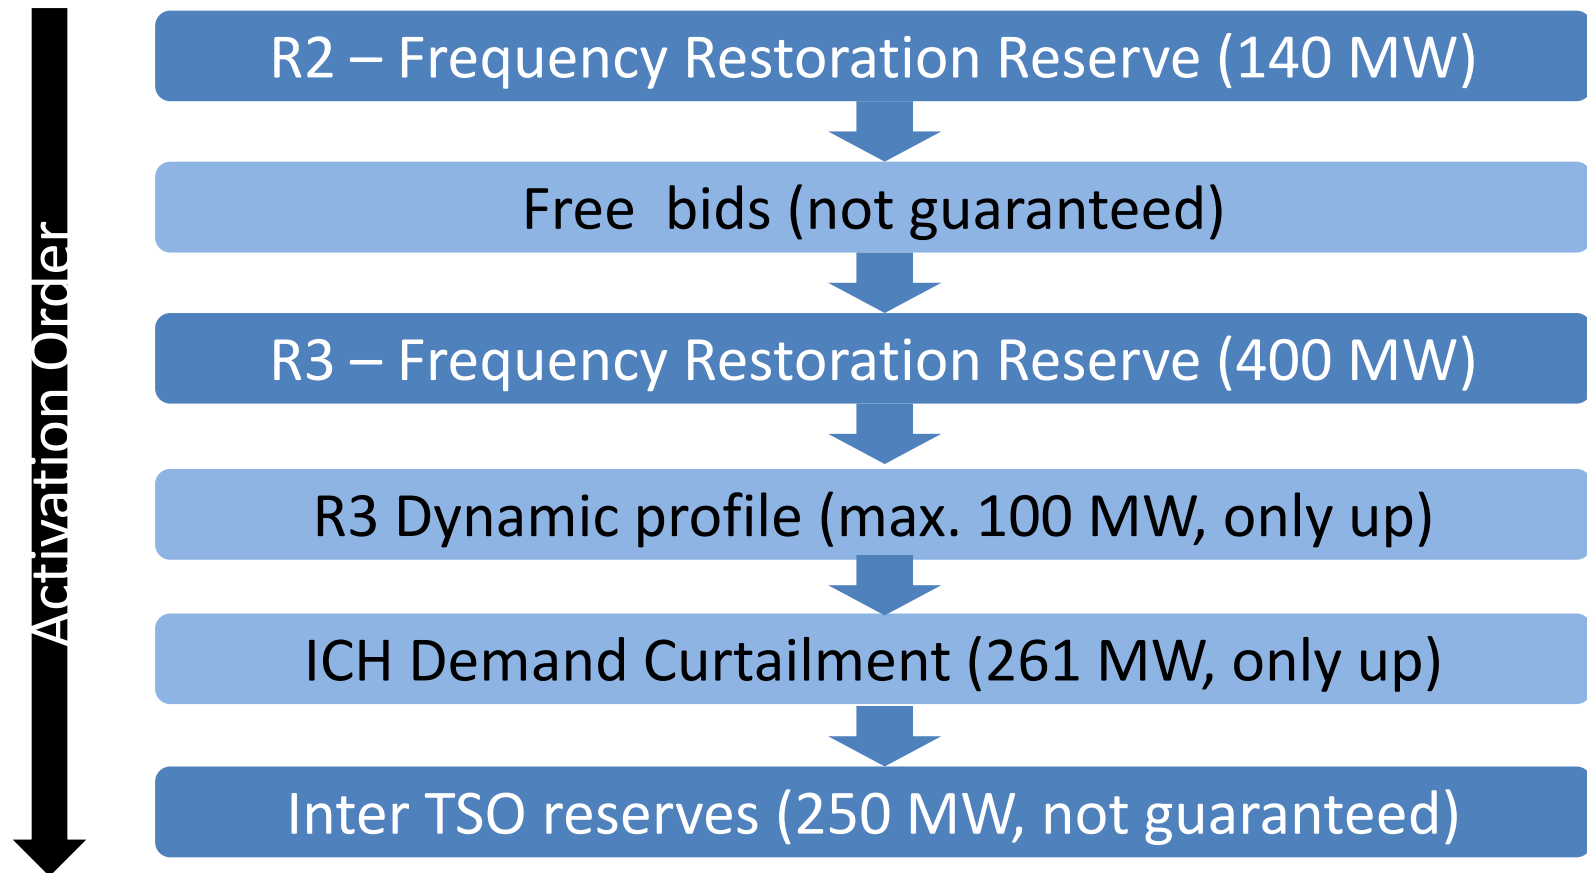 R2 – Frequency Restoration Reserve (140 MW)
Free  bids (not guaranteed)
R3 – Frequency Restoration Reserve (400 MW)
R3 Dynamic profile (max. 100 MW, only up)
ICH Demand Curtailment (261 MW, only up)
Inter TSO reserves (250 MW, not guaranteed)
Activation Order